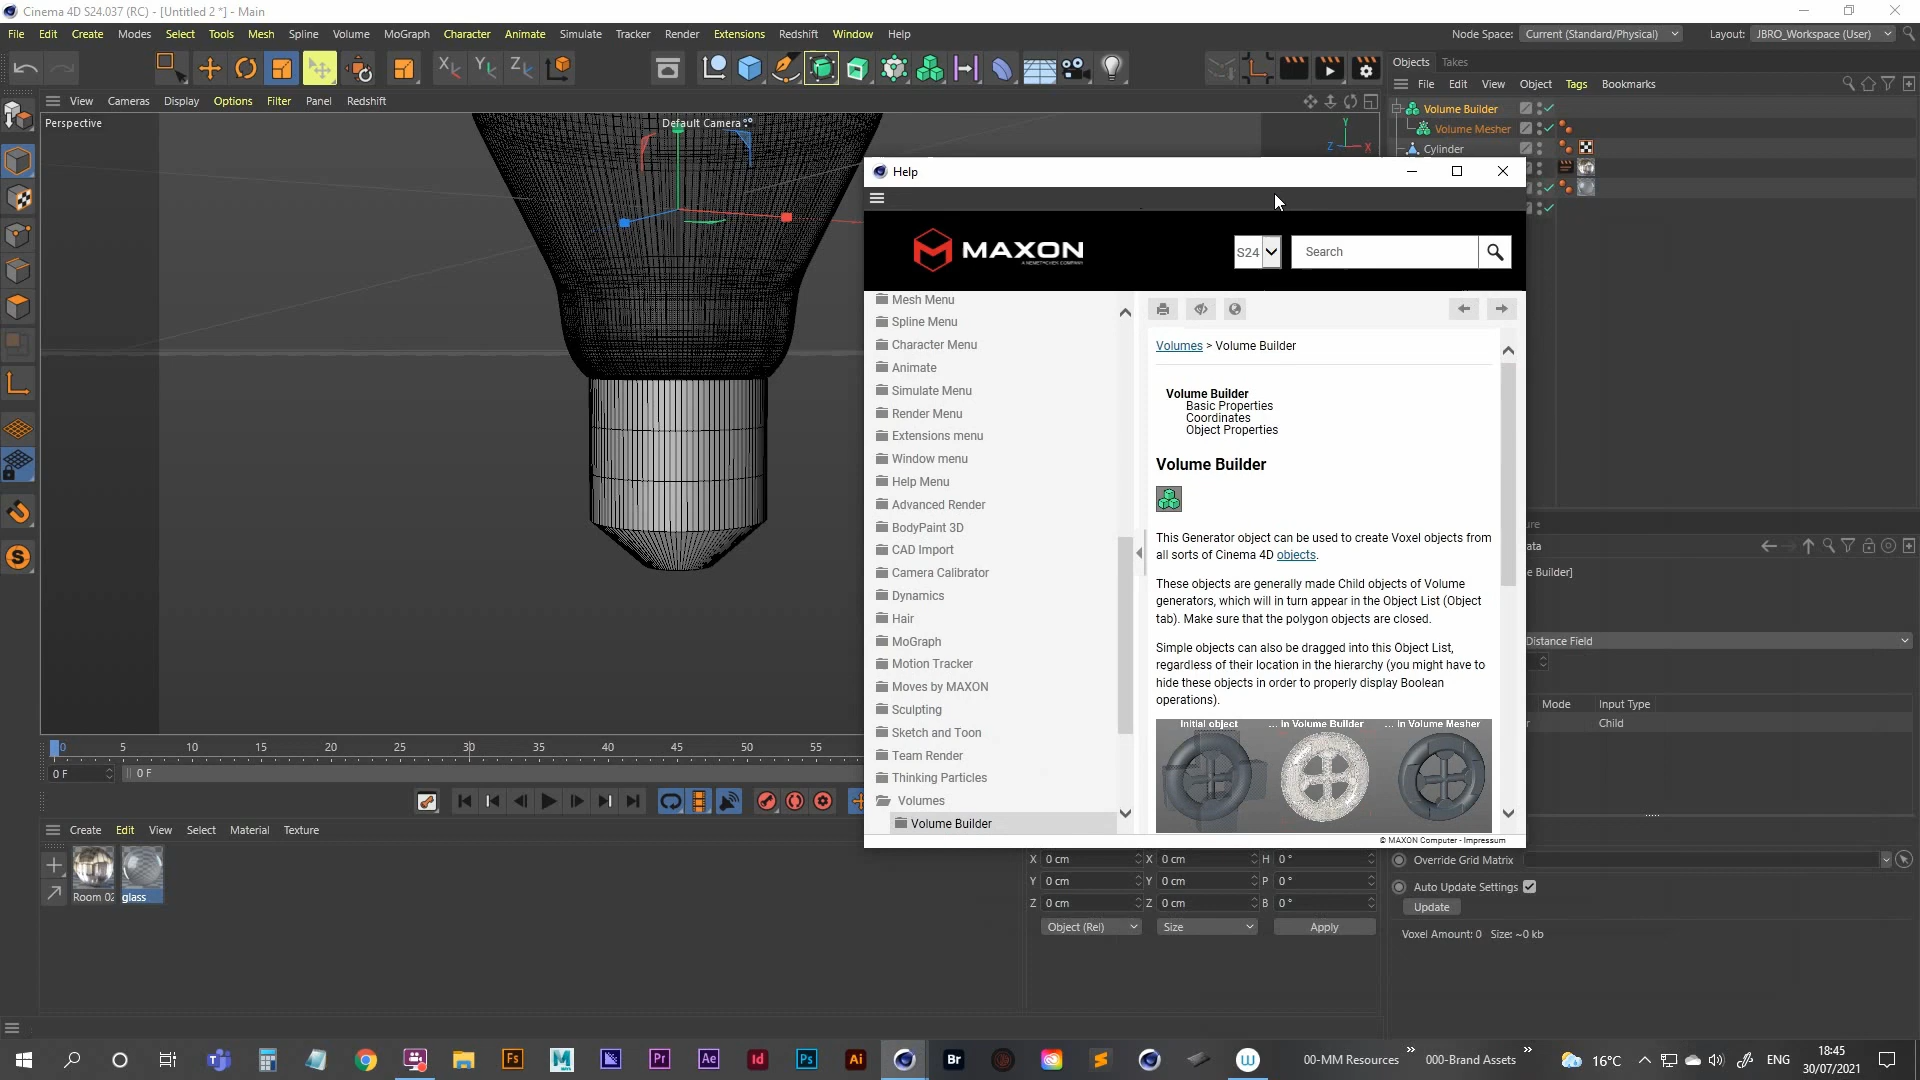 Cinema 4D S24.037 (RC) - [Untitled 2 *] - Main
File Edit Create Modes Select Tools Mesh Spline Volume MoGraph Character Animate Simulate Tracker Render Extensions Redshift Window Help
Node Space: Current (Standard/Physical) Layout: JBRO_Workspace (User)
Objects Takes
File Edit View Object Tags Bookmarks
View Cameras Display Options Filter Panel Redshift
Perspective
Default Camera
Y
Z X
Volume Builder
Volume Mesher
Cylinder
Help
MAXON
A NEMETSCHEK COMPANY
S24
Search
Mesh Menu
Spline Menu
Character Menu
Animate
Simulate Menu
Render Menu
Extensions menu
Window menu
Help Menu
Advanced Render
BodyPaint 3D
CAD Import
Camera Calibrator
Dynamics
Hair
MoGraph
Motion Tracker
Moves by MAXON
Sculpting
Sketch and Toon
Team Render
Thinking Particles
Volumes
Volume Builder
Volumes > Volume Builder
Volume Builder
Basic Properties
Coordinates
Object Properties
Volume Builder
This Generator object can be used to create Voxel objects from
all sorts of Cinema 4D objects.
These objects are generally made Child objects of Volume
generators, which will in turn appear in the Object List (Object
tab). Make sure that the polygon objects are closed.
Simple objects can also be dragged into this Object List,
regardless of their location in the hierarchy (you might have to
hide these objects in order to properly display Boolean
operations).
Initial object ... in Volume Builder ... in Volume Mesher
© MAXON Computer - Impressum
ure
ata
e Builder]
Distance Field
Mode Input Type
r Child
0 5 10 15 20 25 30 35 40 45 50 55
0 F 0 F
Create Edit View Select Material Texture
Room 02 glass
X 0 cm X 0 cm H 0 °
Y 0 cm Y 0 cm P 0 °
Z 0 cm Z 0 cm B 0 °
Object (Rel) Size Apply
Override Grid Matrix
Auto Update Settings
Update
Voxel Amount: 0 Size: ~0 kb
00-MM Resources 000-Brand Assets 16°C ENG
18:45
30/07/2021